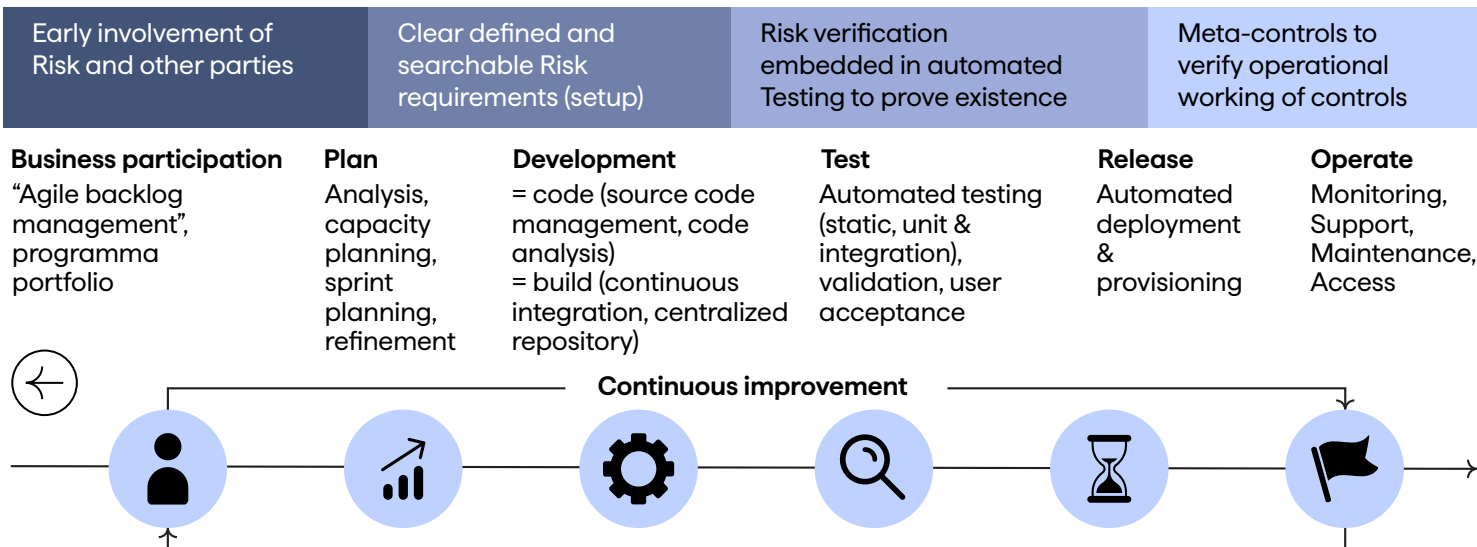 Early involvement of
Risk and other parties
Clear defined and
searchable Risk
requirements (setup)
Risk verification
embedded in automated
Testing to prove existence
Meta-controls to
verify operational
working of controls
Business participation
“Agile backlog
management”,
programma
portfolio
Plan
Analysis,
capacity
planning,
sprint
planning,
refinement
Development
= code (source code
management, code
analysis)
= build (continuous
integration, centralized
repository)
Test
Automated testing
(static, unit &
integration),
validation, user
acceptance
Release
Automated
deployment
&
provisioning
Operate
Monitoring,
Support,
Maintenance,
Access
Continuous improvement